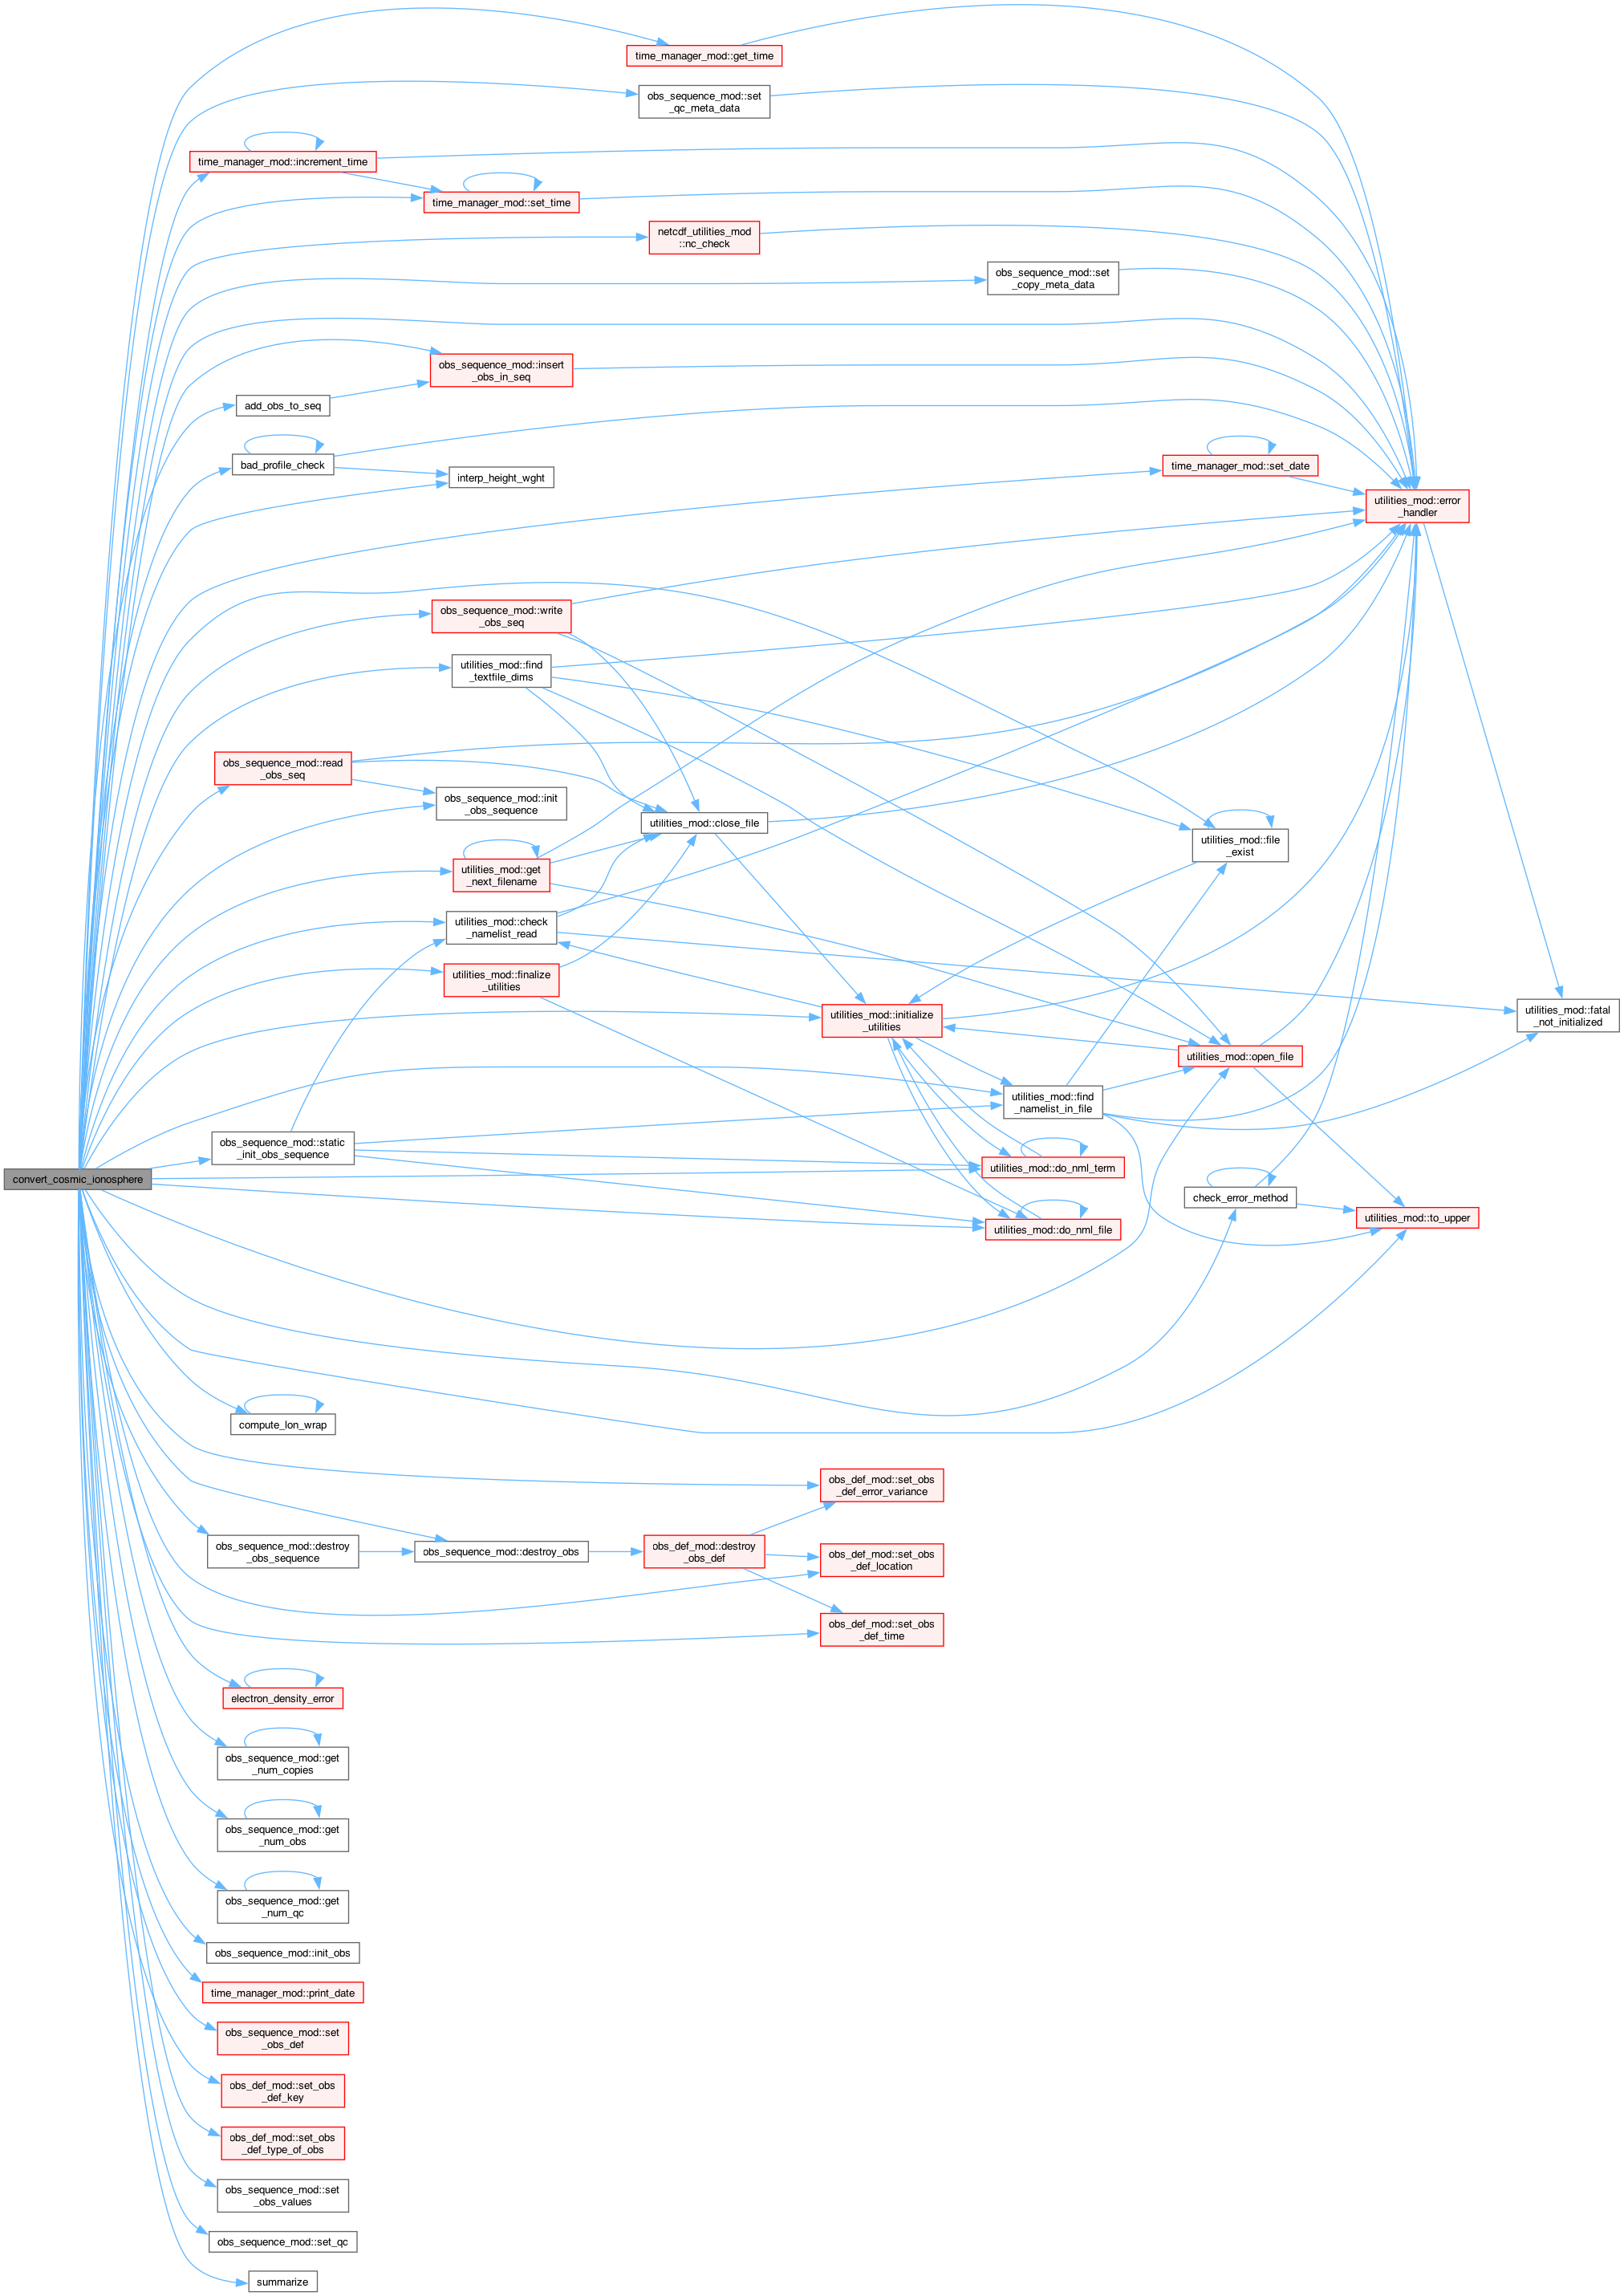 time_manager_mod::get_time
obs_sequence_mod::set
_qc_meta_data
time_manager_mod::increment_time
time_manager_mod::set_time
netcdf_utilities_mod
::nc_check
obs_sequence_mod::set
_copy_meta_data
obs_sequence_mod::insert
_obs_in_seq
add_obs_to_seq
bad_profile_check
interp_height_wght
time_manager_mod::set_date
utilities_mod::error
_handler
obs_sequence_mod::write
_obs_seq
utilities_mod::find
_textfile_dims
obs_sequence_mod::read
_obs_seq
obs_sequence_mod::init
_obs_sequence
utilities_mod::close_file
utilities_mod::file
_exist
utilities_mod::get
_next_filename
utilities_mod::check
_namelist_read
utilities_mod::finalize
_utilities
utilities_mod::initialize
_utilities
utilities_mod::fatal
_not_initialized
utilities_mod::open_file
utilities_mod::find
_namelist_in_file
obs_sequence_mod::static
_init_obs_sequence
utilities_mod::do_nml_term
convert_cosmic_ionosphere
check_error_method
utilities_mod::to_upper
utilities_mod::do_nml_file
compute_lon_wrap
obs_def_mod::set_obs
_def_error_variance
obs_sequence_mod::destroy
_obs_sequence
obs_sequence_mod::destroy_obs
obs_def_mod::destroy
_obs_def
obs_def_mod::set_obs
_def_location
obs_def_mod::set_obs
_def_time
electron_density_error
obs_sequence_mod::get
_num_copies
obs_sequence_mod::get
_num_obs
obs_sequence_mod::get
_num_qc
obs_sequence_mod::init_obs
time_manager_mod::print_date
obs_sequence_mod::set
_obs_def
obs_def_mod::set_obs
_def_key
obs_def_mod::set_obs
_def_type_of_obs
obs_sequence_mod::set
_obs_values
obs_sequence_mod::set_qc
summarize